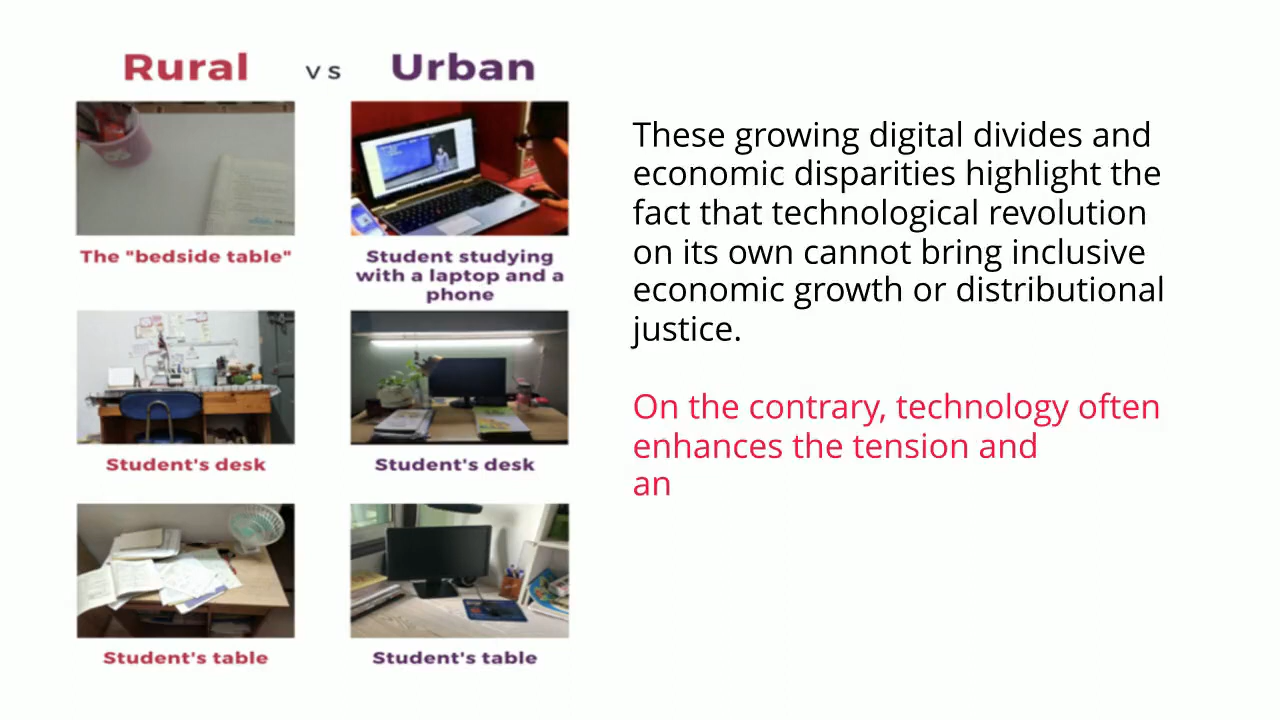 Rural vs Urban
The "bedside table"
Student studying
with a laptop and a
phone
Student's desk
Student's desk
Student's table
Student's table
These growing digital divides and
economic disparities highlight the
fact that technological revolution
on its own cannot bring inclusive
economic growth or distributional
justice.
On the contrary, technology often
enhances the tension and
an